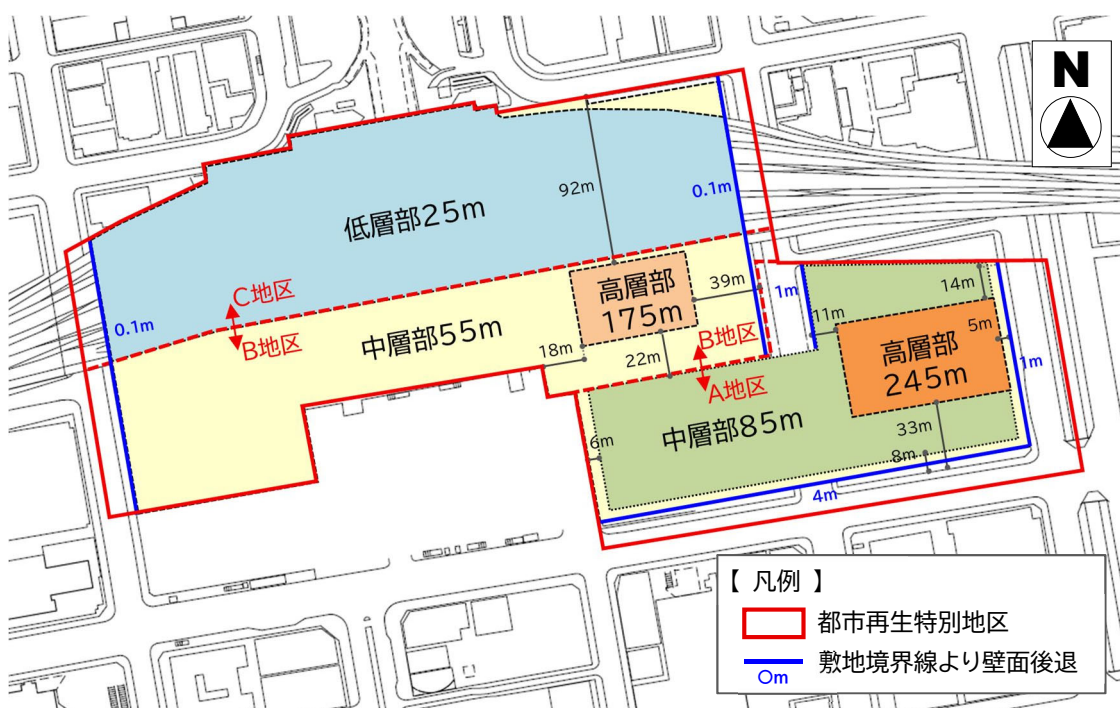 N
92m
0.1m
低層部25m
C地区
B地区
0.1m
中層部55m
高層部
175m
39m
18m
22m
B地区
A地区
1m
11m
14m
5m
1m
高層部
245m
中層部85m
6m
33m
8m
4m
【 凡例 】
都市再生特別地区
敷地境界線より壁面後退
Om